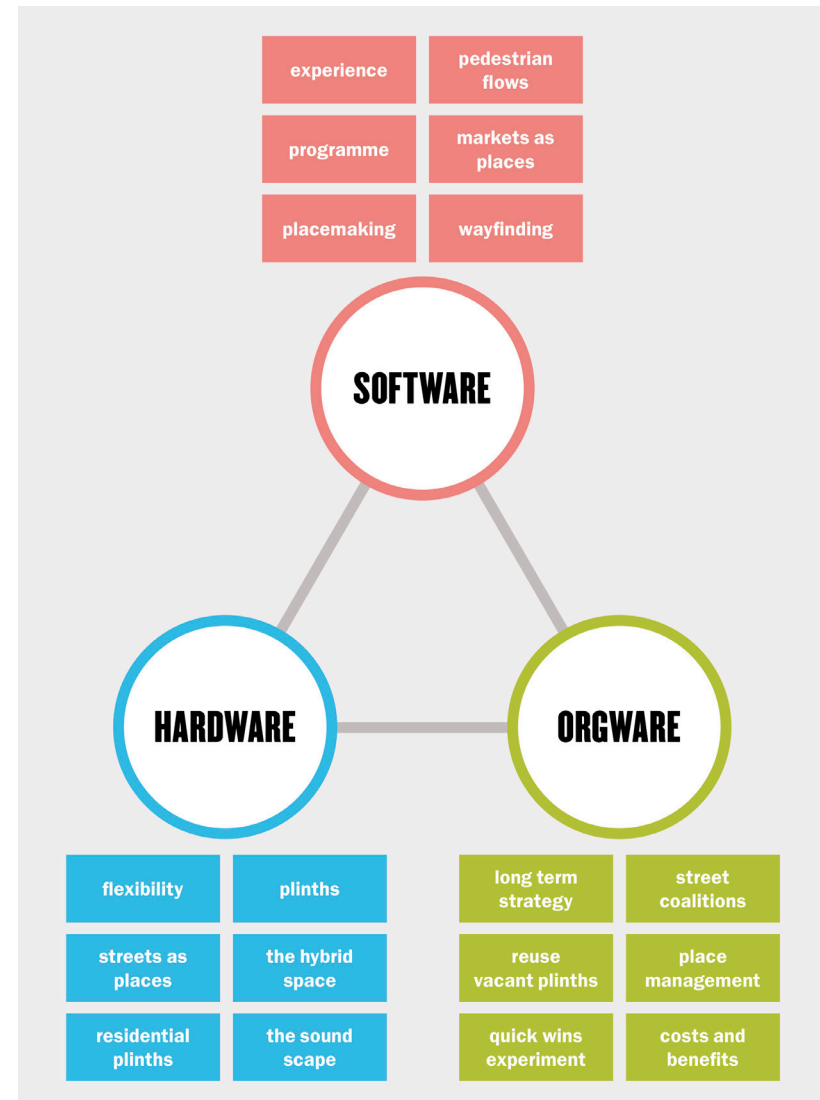 experience
pedestrian
flows
programme
markets as
places
placemaking
wayfinding
SOFTWARE
HARDWARE
ORGWARE
flexibility
plinths
streets as
places
the hybrid
space
residential
plinths
the sound
scape
long term
strategy
street
coalitions
reuse
vacant plinths
place
management
quick wins
experiment
costs and
benefits